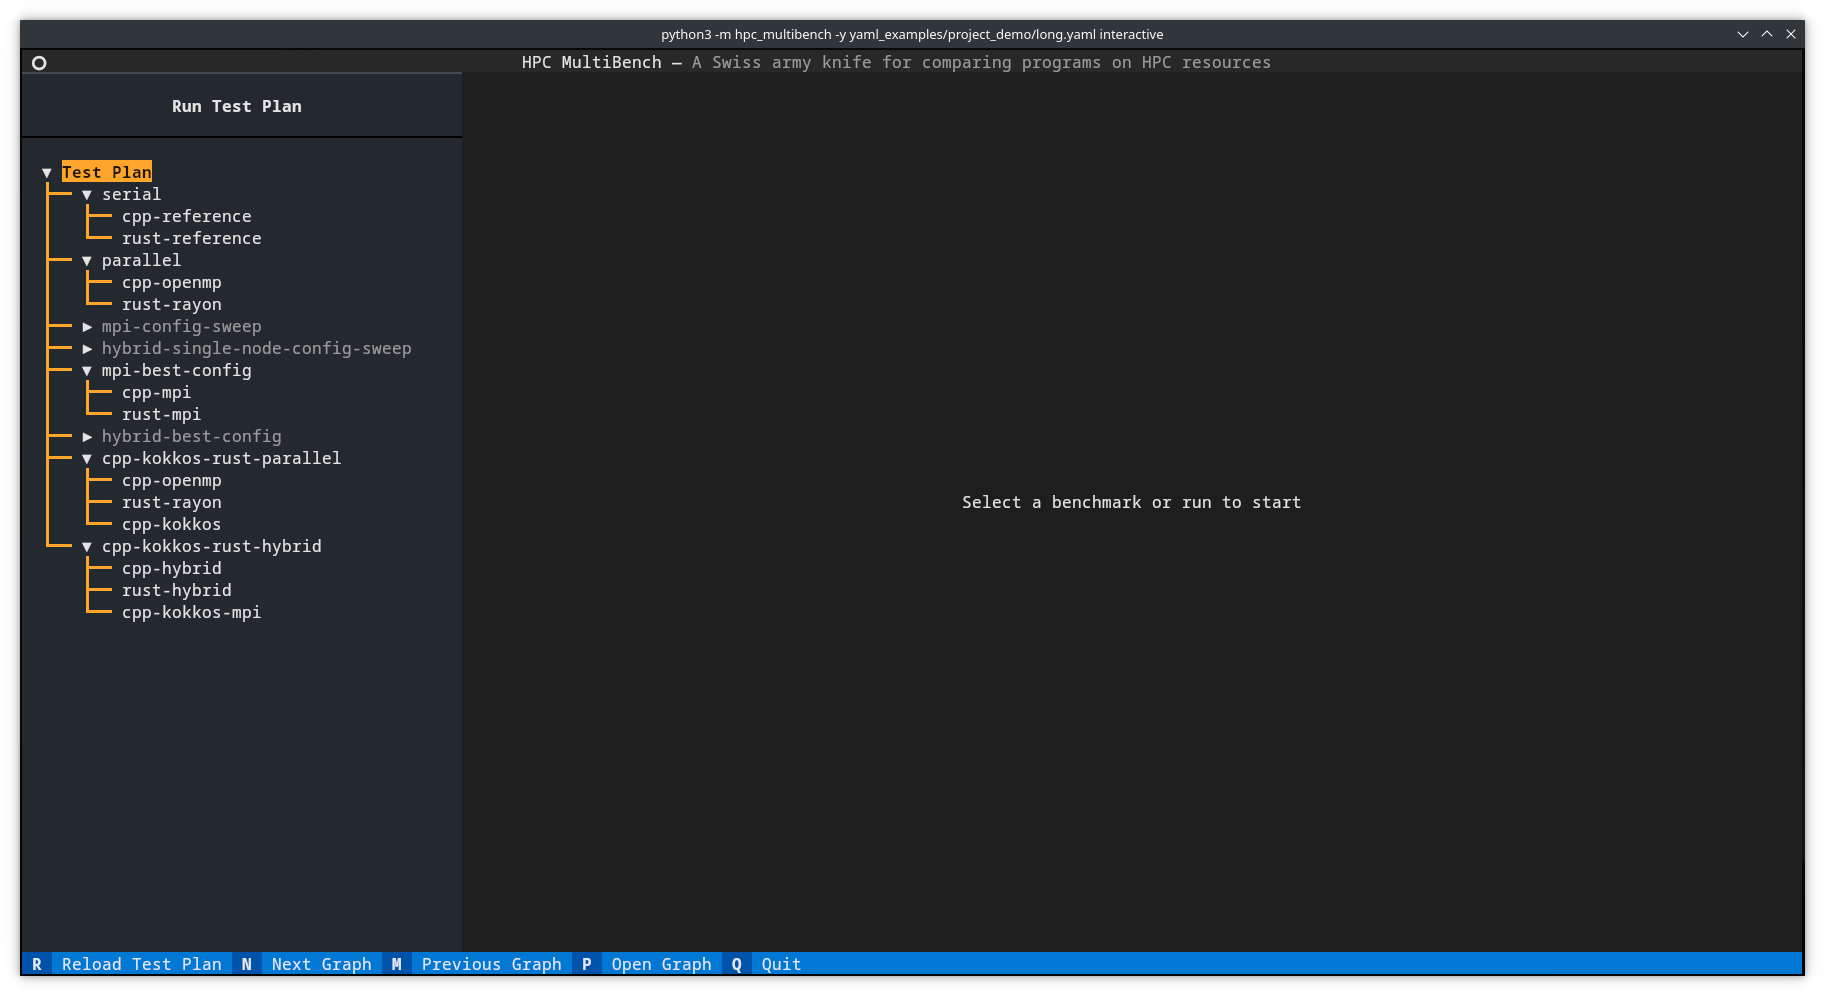 python3 -m hpc_multibench -y yaml_examples/project_demo/long.yaml interactive
HPC MultiBench — A Swiss army knife for comparing programs on HPC resources
Run Test Plan
▼ Test Plan
▼ serial
cpp-reference
rust-reference
▼ parallel
cpp-openmp
rust-rayon
▶ mpi-config-sweep
▶ hybrid-single-node-config-sweep
▼ mpi-best-config
cpp-mpi
rust-mpi
▶ hybrid-best-config
▼ cpp-kokkos-rust-parallel
cpp-openmp
rust-rayon
cpp-kokkos
▼ cpp-kokkos-rust-hybrid
cpp-hybrid
rust-hybrid
cpp-kokkos-mpi
Select a benchmark or run to start
R Reload Test Plan N Next Graph M Previous Graph P Open Graph Q Quit